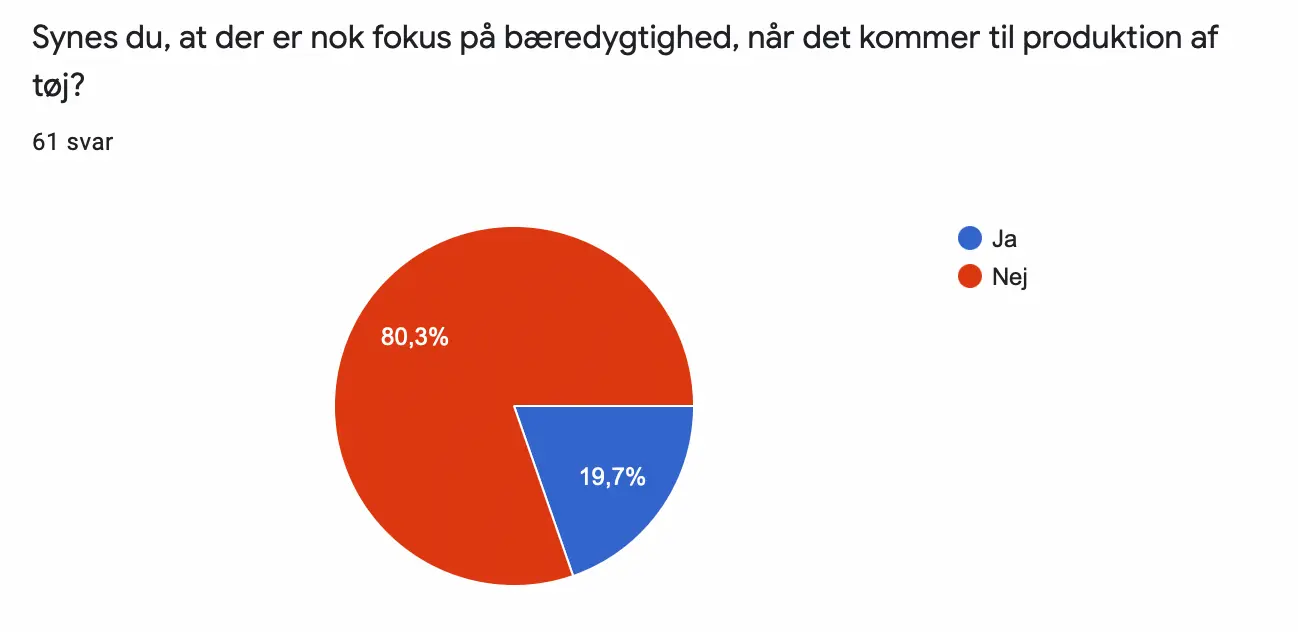 Synes du, at der er nok fokus på bæredygtighed, når det kommer til produktion af
tøj?
61 svar
Ja
Nej
80,3%
19,7%